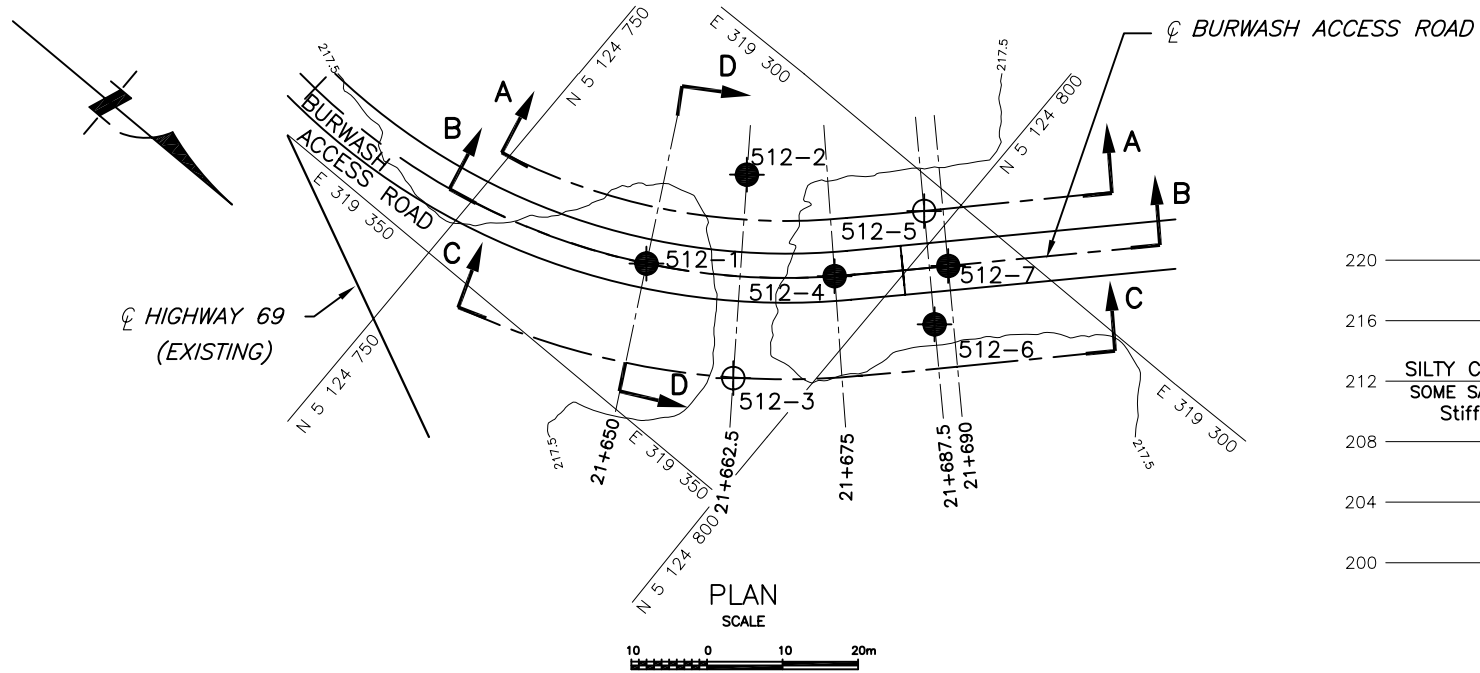 ℄ BURWASH ACCESS ROAD
217.5
E 319 300
N 5 124 750
217.5
D
A
B
N 5 124 800
BURWASH
ACCESS ROAD
512-2
A
B
E 319 350
512-5
C
512-1
512-4
512-7
220
C
℄ HIGHWAY 69
(EXISTING)
216
512-6
SILTY C
212
SOME SA
Stiff
D
512-3
N 5 124 750
E 319 300
217.5
217.5
21+650
E 319 350
21+662.5
21+675
21+687.5
21+690
208
204
N 5 124 800
200
PLAN
SCALE
10 0 10 20m